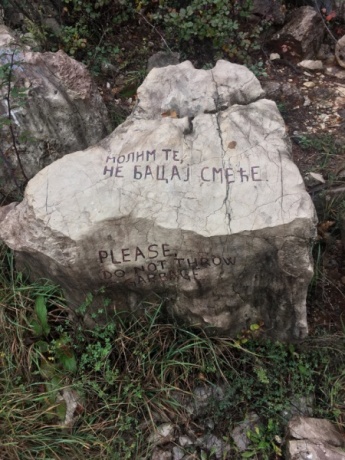 МОЛИМ ТЕ,
НЕ БАЦАЈ СМЕЋЕ
PLEASE,
DO NOT THROW